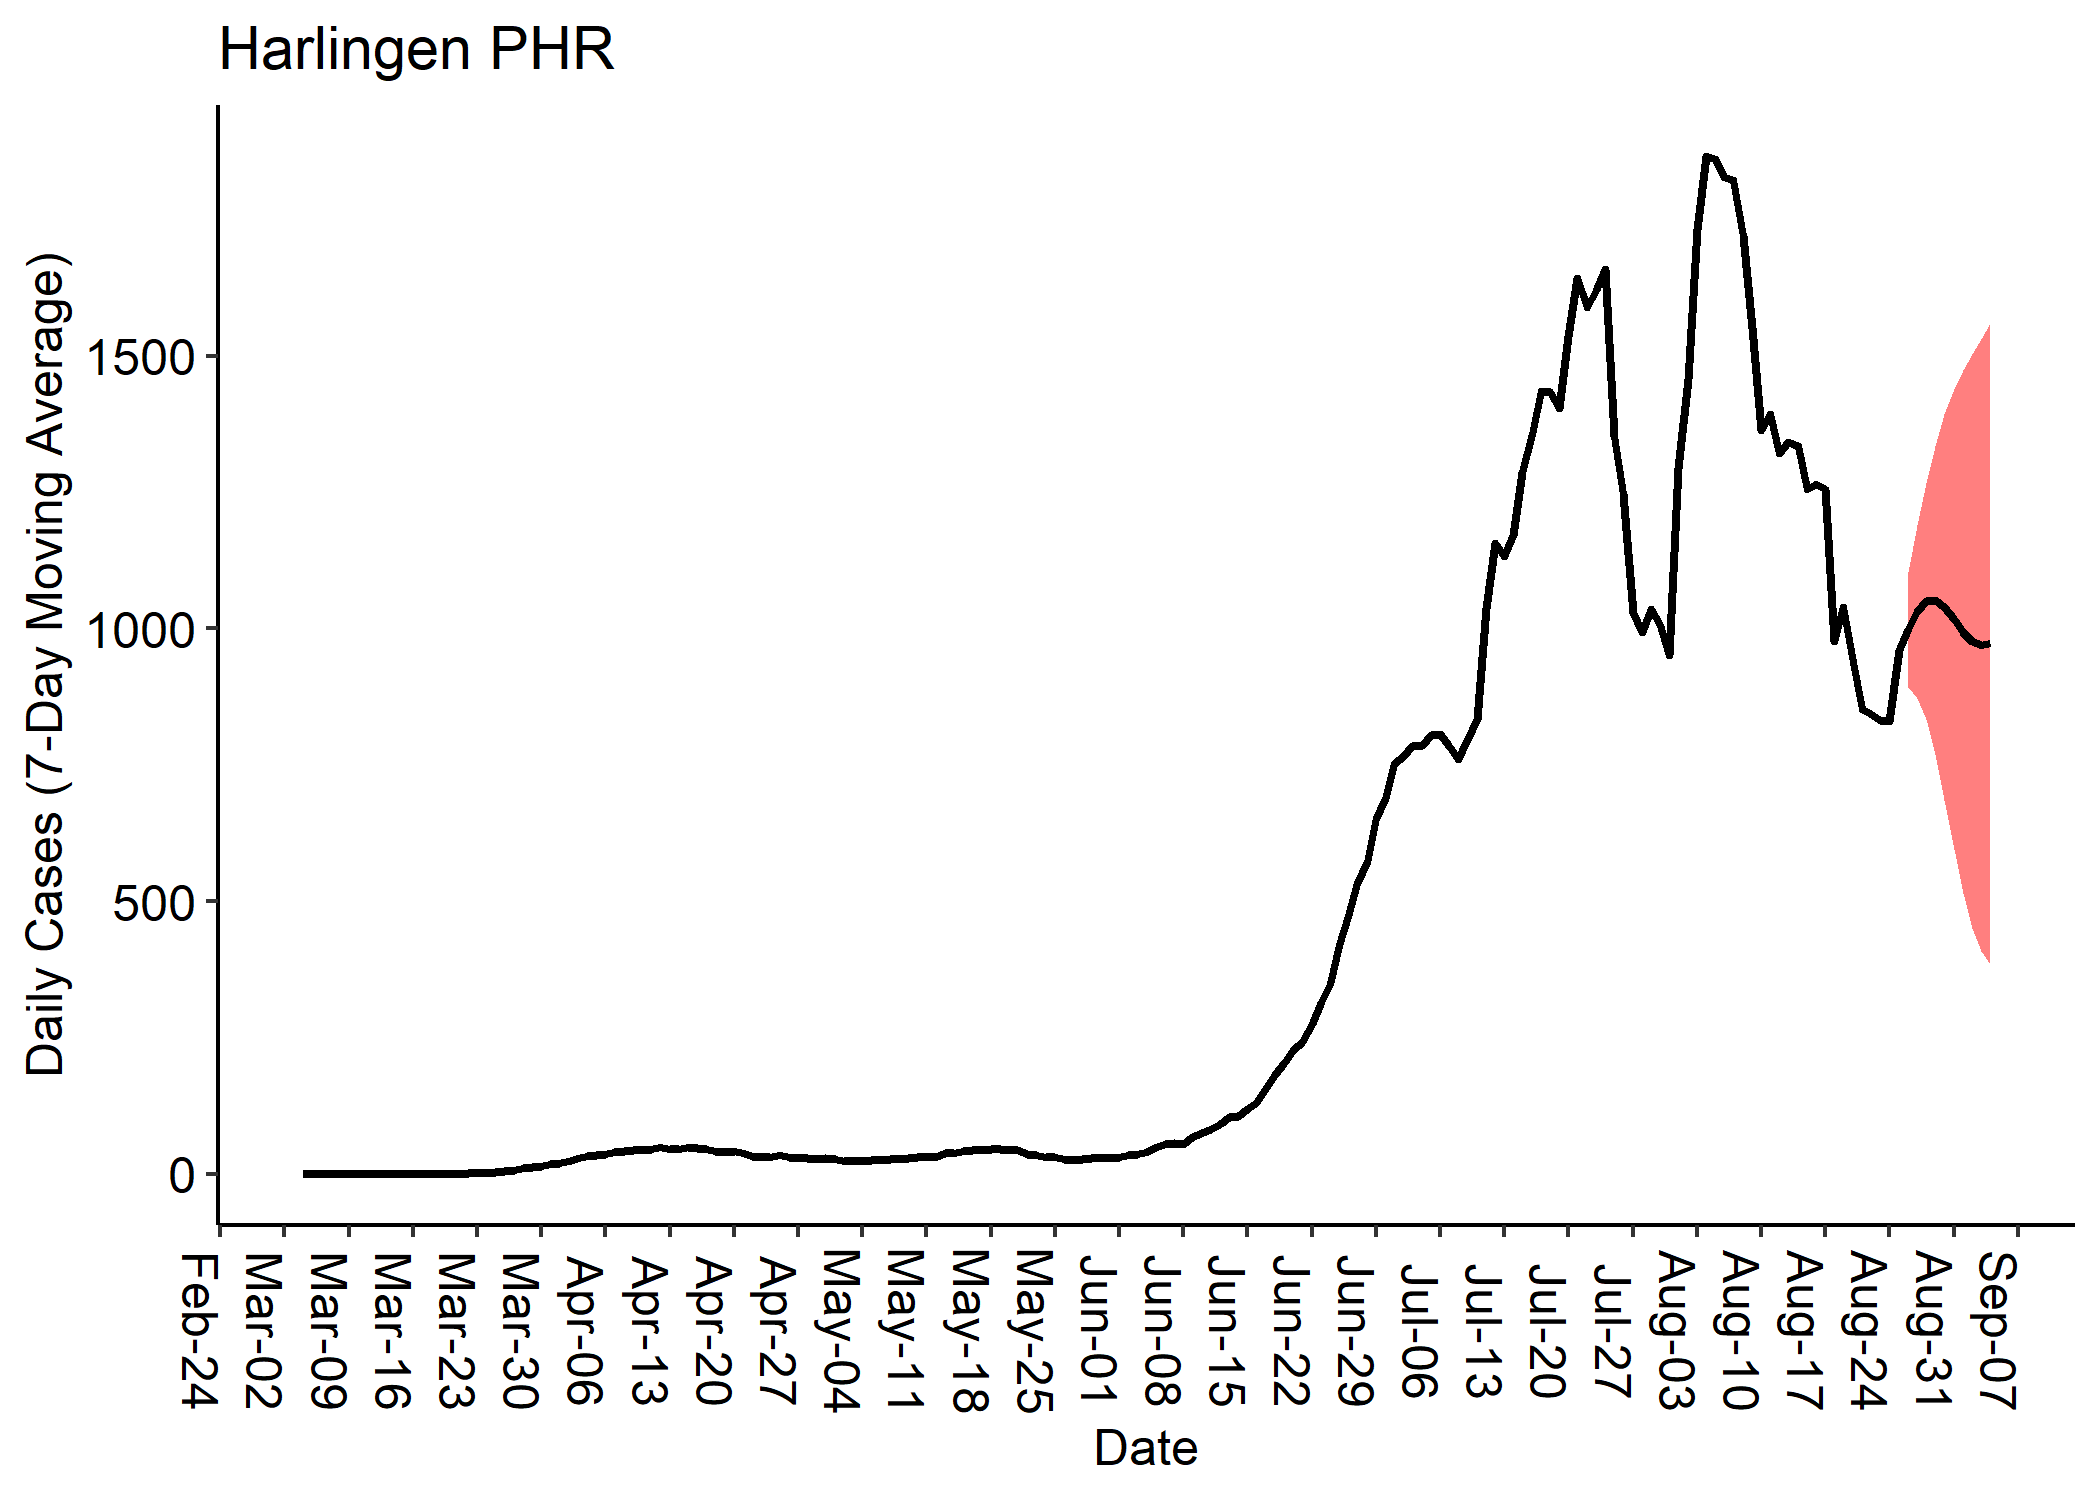 Harlingen PHR
Daily Cases (7-Day Moving Average)
1500
1000
500
0
Feb-24
Mar-02
Mar-09
Mar-16
Mar-23
Mar-30
Apr-06
Apr-13
Apr-20
Apr-27
May-04
May-11
May-18
May-25
Jun-01
Jun-08
Jun-15
Jun-22
Jun-29
Jul-06
Jul-13
Jul-20
Jul-27
Aug-03
Aug-10
Aug-17
Aug-24
Aug-31
Sep-07
Date